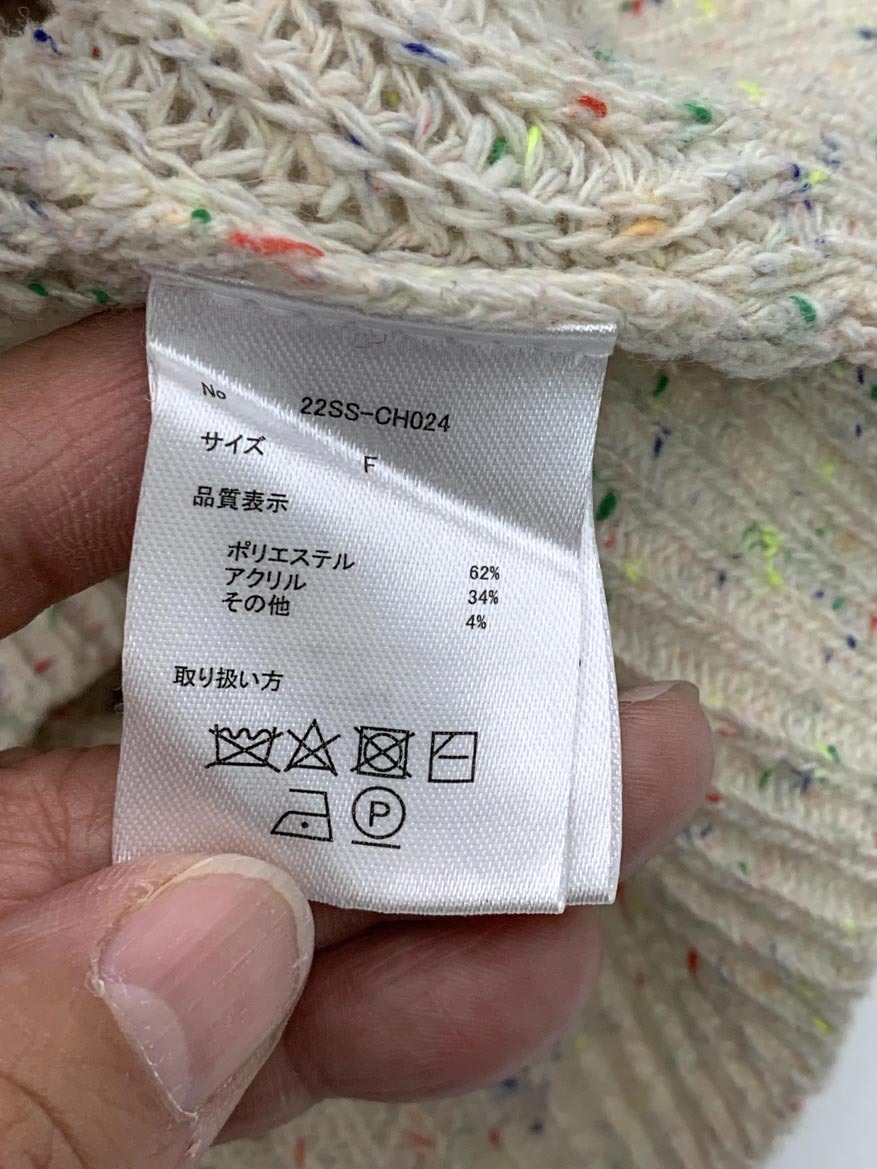 No 22SS-CH024
サイズ F
品質表示
ポリエステル 62%
アクリル 34%
その他 4%
取り扱い方
P